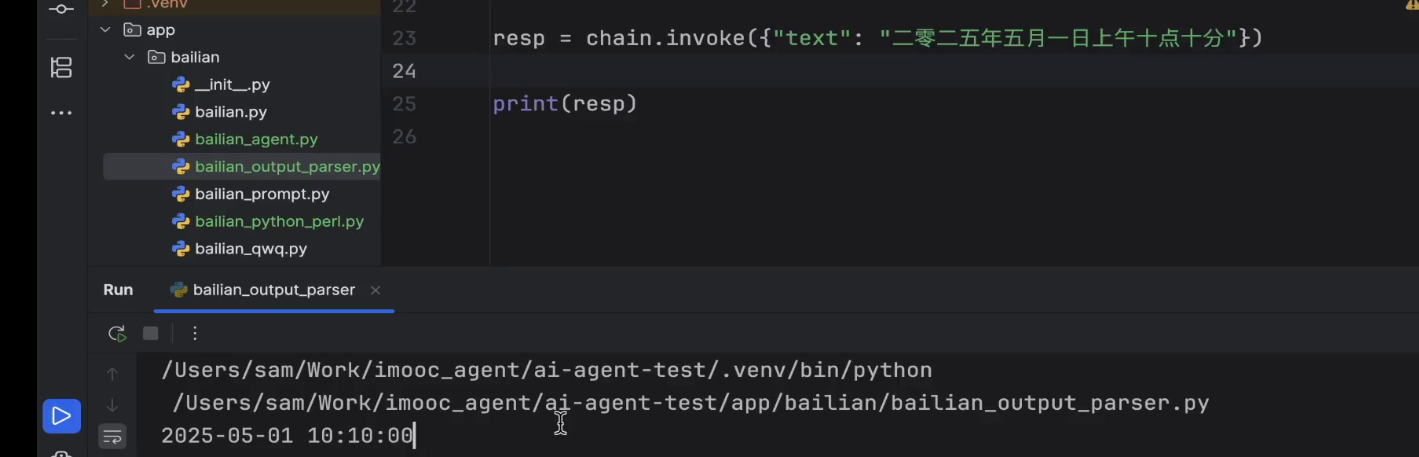 .venv
app
bailian
__init__.py
bailian.py
bailian_agent.py
bailian_output_parser.py
bailian_prompt.py
bailian_python_perl.py
bailian_qwq.py
22
23 resp = chain.invoke({"text": "二零二五年五月一日上午十点十分"})
24
25 print(resp)
26
Run bailian_output_parser
/Users/sam/Work/imooc_agent/ai-agent-test/.venv/bin/python
/Users/sam/Work/imooc_agent/ai-agent-test/app/bailian/bailian_output_parser.py
2025-05-01 10:10:00